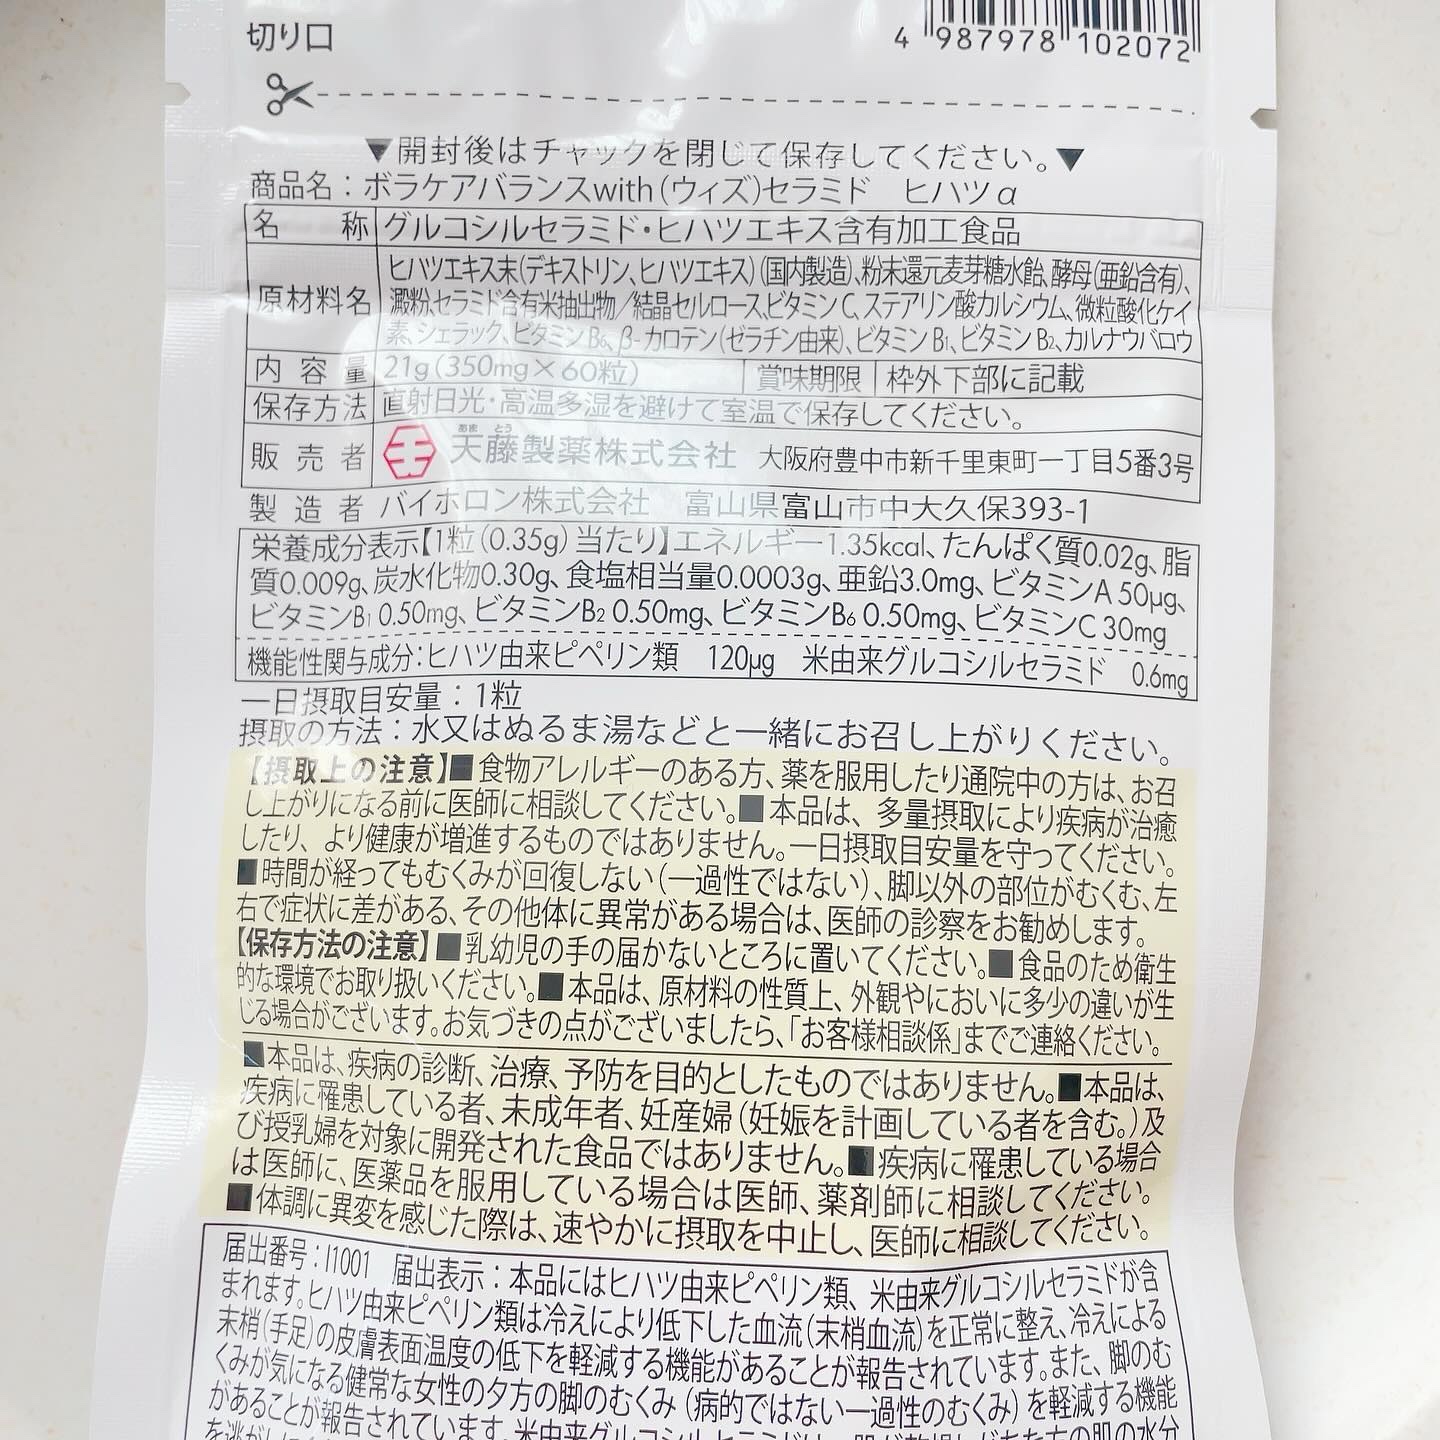 4 987978 102072
切り口
▼開封後はチャックを閉じて保存してください。▼
商品名：ボラケアバランスwith(ウィズ)セラミド　ヒハツα
名称 グルコシルセラミド・ヒハツエキス含有加工食品
原材料名 ヒハツエキス末(デキストリン、ヒハツエキス)(国内製造)、粉末還元麦芽糖水飴、酵母(亜鉛含有)、
澱粉、セラミド含有米抽出物／結晶セルロース、ビタミンC、ステアリン酸カルシウム、微粒酸化ケイ
素、シェラック、ビタミンB₆、β-カロテン(ゼラチン由来)、ビタミンB₁、ビタミンB₂、カルナウバロウ
内容量 21g(350mg×60粒) 賞味期限 枠外下部に記載
保存方法 直射日光・高温多湿を避けて室温で保存してください。
あま とう
販売者 天藤製薬株式会社 大阪府豊中市新千里東町一丁目5番3号
製造者 バイホロン株式会社　富山県富山市中大久保393-1
栄養成分表示【1粒(0.35g)当たり】エネルギー1.35kcal、たんぱく質0.02g、脂
質0.009g、炭水化物0.30g、食塩相当量0.0003g、亜鉛3.0mg、ビタミンA 50μg、
ビタミンB₁ 0.50mg、ビタミンB₂ 0.50mg、ビタミンB₆ 0.50mg、ビタミンC 30mg
機能性関与成分：ヒハツ由来ピペリン類　120μg　米由来グルコシルセラミド　0.6mg
一日摂取目安量：1粒
摂取の方法：水又はぬるま湯などと一緒にお召し上がりください。
【摂取上の注意】■食物アレルギーのある方、薬を服用したり通院中の方は、お召
し上がりになる前に医師に相談してください。■本品は、多量摂取により疾病が治癒
したり、より健康が増進するものではありません。一日摂取目安量を守ってください。
■時間が経ってもむくみが回復しない(一過性ではない)、脚以外の部位がむくむ、左
右で症状に差がある、その他体に異常がある場合は、医師の診察をお勧めします。
【保存方法の注意】■乳幼児の手の届かないところに置いてください。■食品のため衛生
的な環境でお取り扱いください。■本品は、原材料の性質上、外観やにおいに多少の違いが生
じる場合がございます。お気づきの点がございましたら、「お客様相談係」までご連絡ください。
■本品は、疾病の診断、治療、予防を目的としたものではありません。■本品は、
疾病に罹患している者、未成年者、妊産婦(妊娠を計画している者を含む。)及
び授乳婦を対象に開発された食品ではありません。■疾病に罹患している場合
は医師に、医薬品を服用している場合は医師、薬剤師に相談してください。
■体調に異変を感じた際は、速やかに摂取を中止し、医師に相談してください。
届出番号：I1001　届出表示：本品にはヒハツ由来ピペリン類、米由来グルコシルセラミドが含
まれます。ヒハツ由来ピペリン類は冷えにより低下した血流(末梢血流)を正常に整え、冷えによる
末梢(手足)の皮膚表面温度の低下を軽減する機能があることが報告されています。また、脚のむ
くみが気になる健常な女性の夕方の脚のむくみ(病的ではない一過性のむくみ)を軽減する機能
があることが報告されています。米由来グルコシルセラミドは、肌が乾燥しがちな方の肌の水分